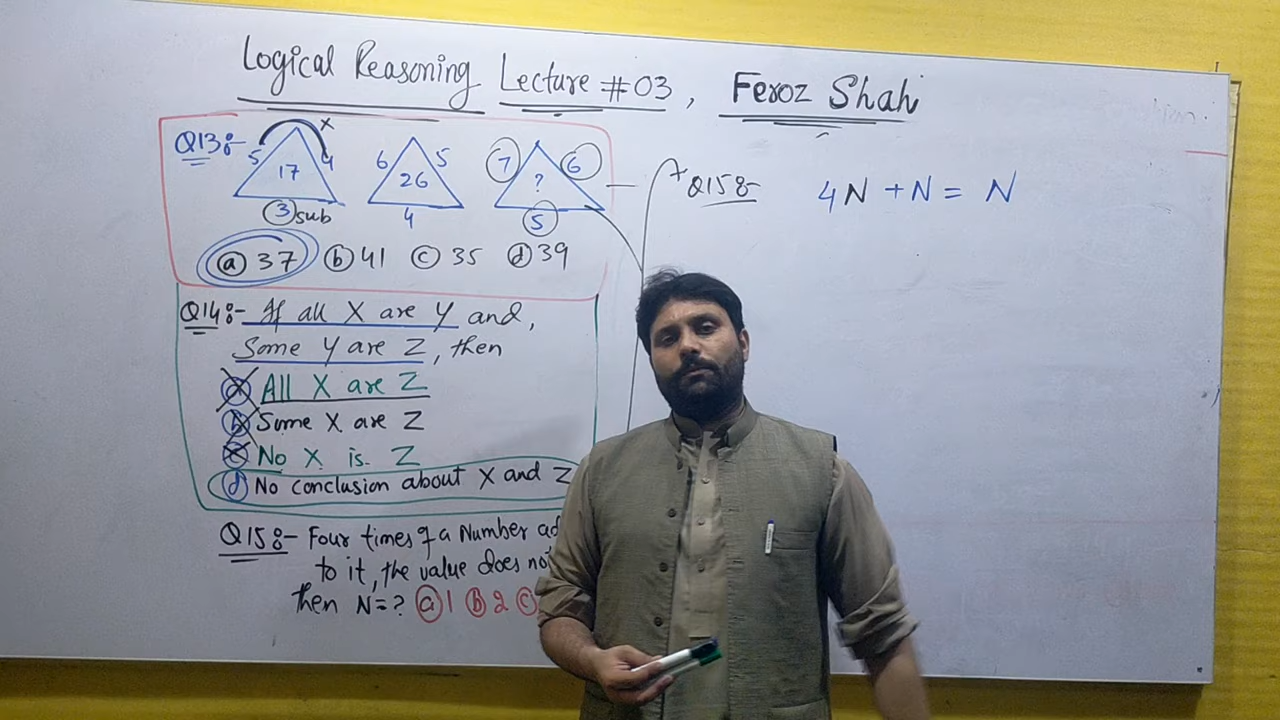 Logical Reasoning Lecture #03, Feroz Shah
Q13:- 5 17 4 x 6 26 5 7 ? 6
3 sub 4 5
a 37 b 41 c 35 d 39
Q14:- If all X are Y and,
Some Y are Z, then
a All X are Z
b Some X are Z
c No X is Z
d No conclusion about X and Z
Q15:- Four times of a Number ad
to it, the value does not
then N=? a 1 b 2 c
Q15:- 4N + N = N